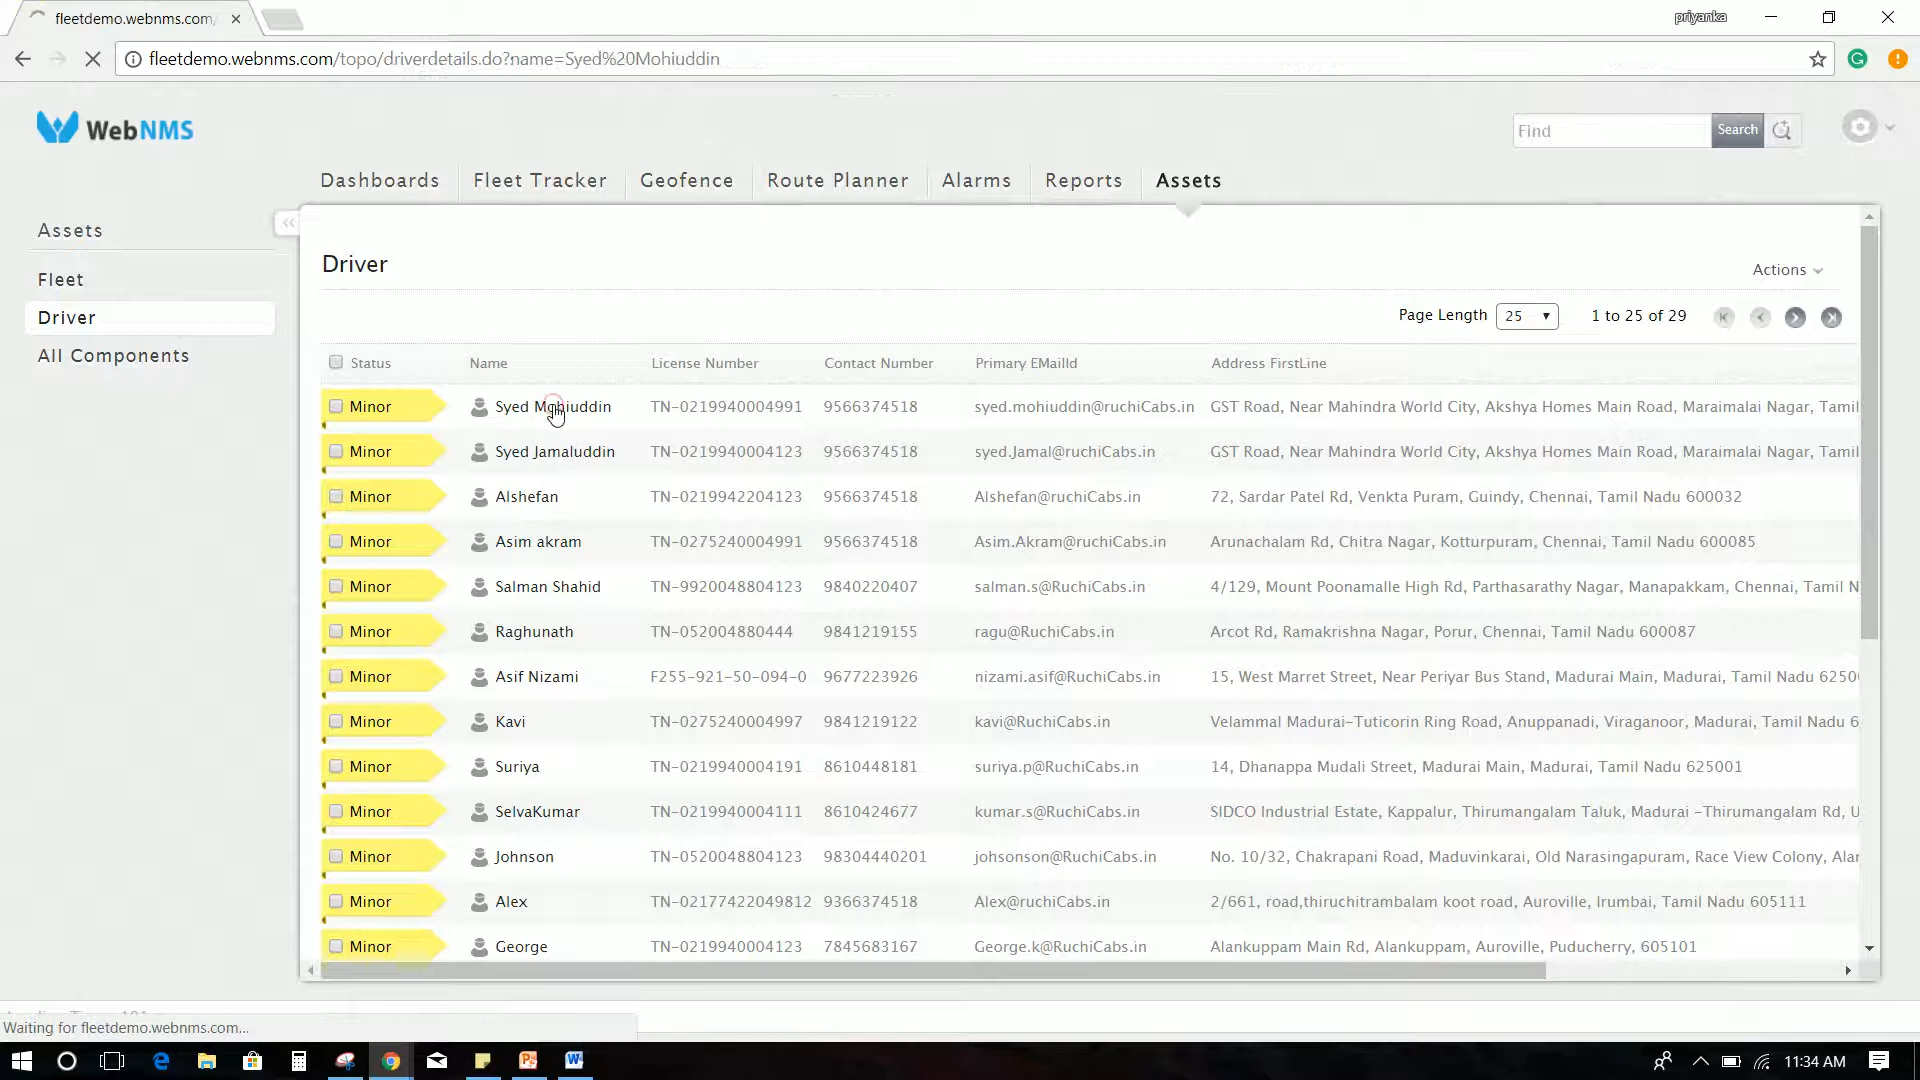 fleetdemo.webnms.com/
priyanka
fleetdemo.webnms.com/topo/driverdetails.do?name=Syed%20Mohiuddin
WebNMS
Find
Search
Dashboards
Fleet Tracker
Geofence
Route Planner
Alarms
Reports
Assets
Assets
Fleet
Driver
All Components
Driver
Actions
Page Length 25 1 to 25 of 29
Status Name License Number Contact Number Primary EMailId Address FirstLine
Minor Syed Mohiuddin TN-0219940004991 9566374518 syed.mohiuddin@ruchiCabs.in GST Road, Near Mahindra World City, Akshya Homes Main Road, Maraimalai Nagar, Tamil
Minor Syed Jamaluddin TN-0219940004123 9566374518 syed.Jamal@ruchiCabs.in GST Road, Near Mahindra World City, Akshya Homes Main Road, Maraimalai Nagar, Tamil
Minor Alshefan TN-0219942204123 9566374518 Alshefan@ruchiCabs.in 72, Sardar Patel Rd, Venkta Puram, Guindy, Chennai, Tamil Nadu 600032
Minor Asim akram TN-0275240004991 9566374518 Asim.Akram@ruchiCabs.in Arunachalam Rd, Chitra Nagar, Kotturpuram, Chennai, Tamil Nadu 600085
Minor Salman Shahid TN-9920048804123 9840220407 salman.s@RuchiCabs.in 4/129, Mount Poonamalle High Rd, Parthasarathy Nagar, Manapakkam, Chennai, Tamil N
Minor Raghunath TN-052004880444 9841219155 ragu@RuchiCabs.in Arcot Rd, Ramakrishna Nagar, Porur, Chennai, Tamil Nadu 600087
Minor Asif Nizami F255-921-50-094-0 9677223926 nizami.asif@RuchiCabs.in 15, West Marret Street, Near Periyar Bus Stand, Madurai Main, Madurai, Tamil Nadu 6250
Minor Kavi TN-0275240004997 9841219122 kavi@RuchiCabs.in Velammal Madurai-Tuticorin Ring Road, Anuppanadi, Viraganoor, Madurai, Tamil Nadu 6
Minor Suriya TN-0219940004191 8610448181 suriya.p@RuchiCabs.in 14, Dhanappa Mudali Street, Madurai Main, Madurai, Tamil Nadu 625001
Minor SelvaKumar TN-0219940004111 8610424677 kumar.s@RuchiCabs.in SIDCO Industrial Estate, Kappalur, Thirumangalam Taluk, Madurai -Thirumangalam Rd, U
Minor Johnson TN-0520048804123 98304440201 johsonson@RuchiCabs.in No. 10/32, Chakrapani Road, Maduvinkarai, Old Narasingapuram, Race View Colony, Alan
Minor Alex TN-02177422049812 9366374518 Alex@ruchiCabs.in 2/661, road,thiruchitrambalam koot road, Auroville, Irumbai, Tamil Nadu 605111
Minor George TN-0219940004123 7845683167 George.k@RuchiCabs.in Alankuppam Main Rd, Alankuppam, Auroville, Puducherry, 605101
Waiting for fleetdemo.webnms.com...
11:34 AM